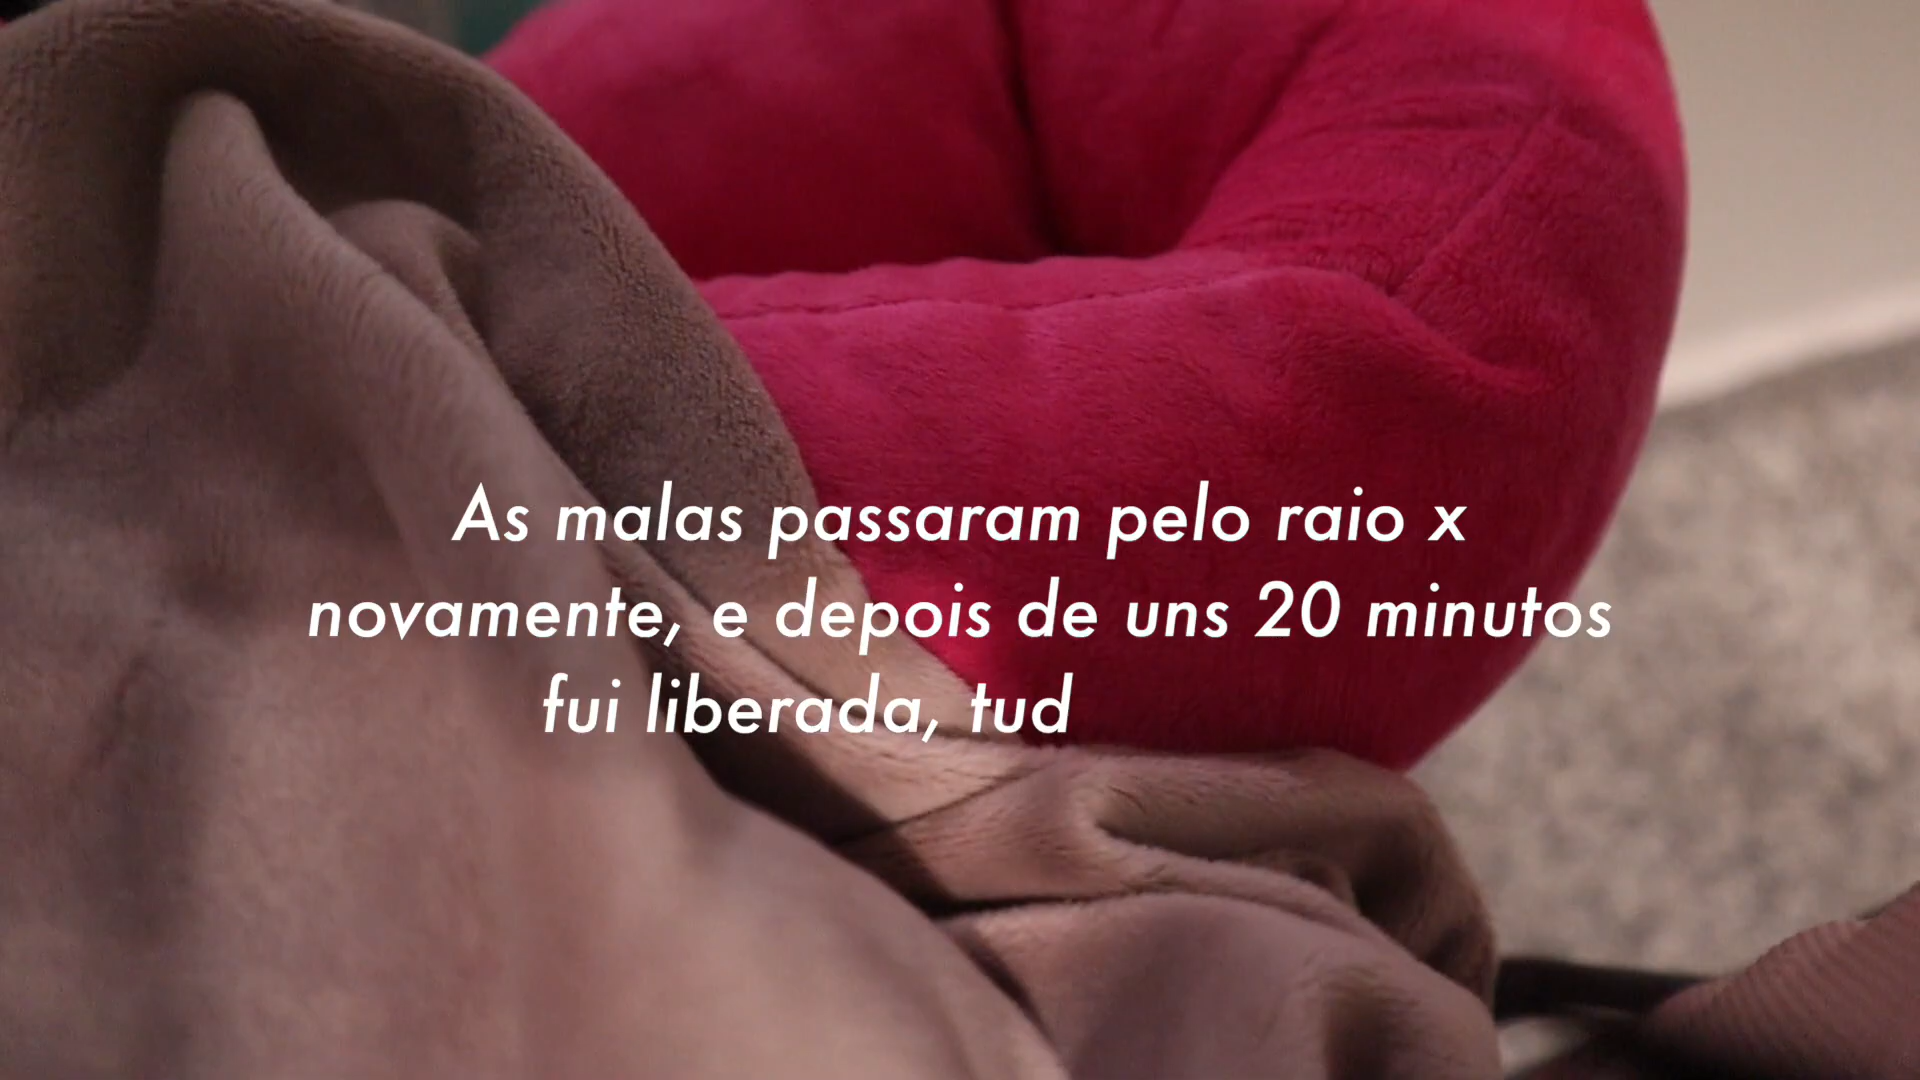 As malas passaram pelo raio x
novamente, e depois de uns 20 minutos
fui liberada, tud